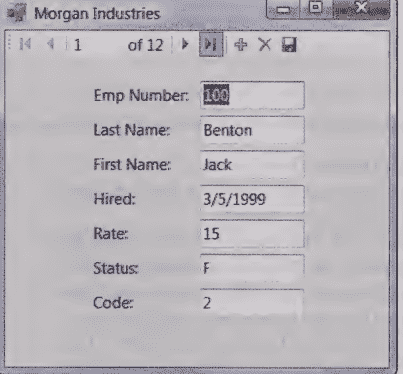 Morgan Industries
1 of 12
Emp Number: 100
Last Name: Benton
First Name: Jack
Hired: 3/5/1999
Rate: 15
Status: F
Code: 2